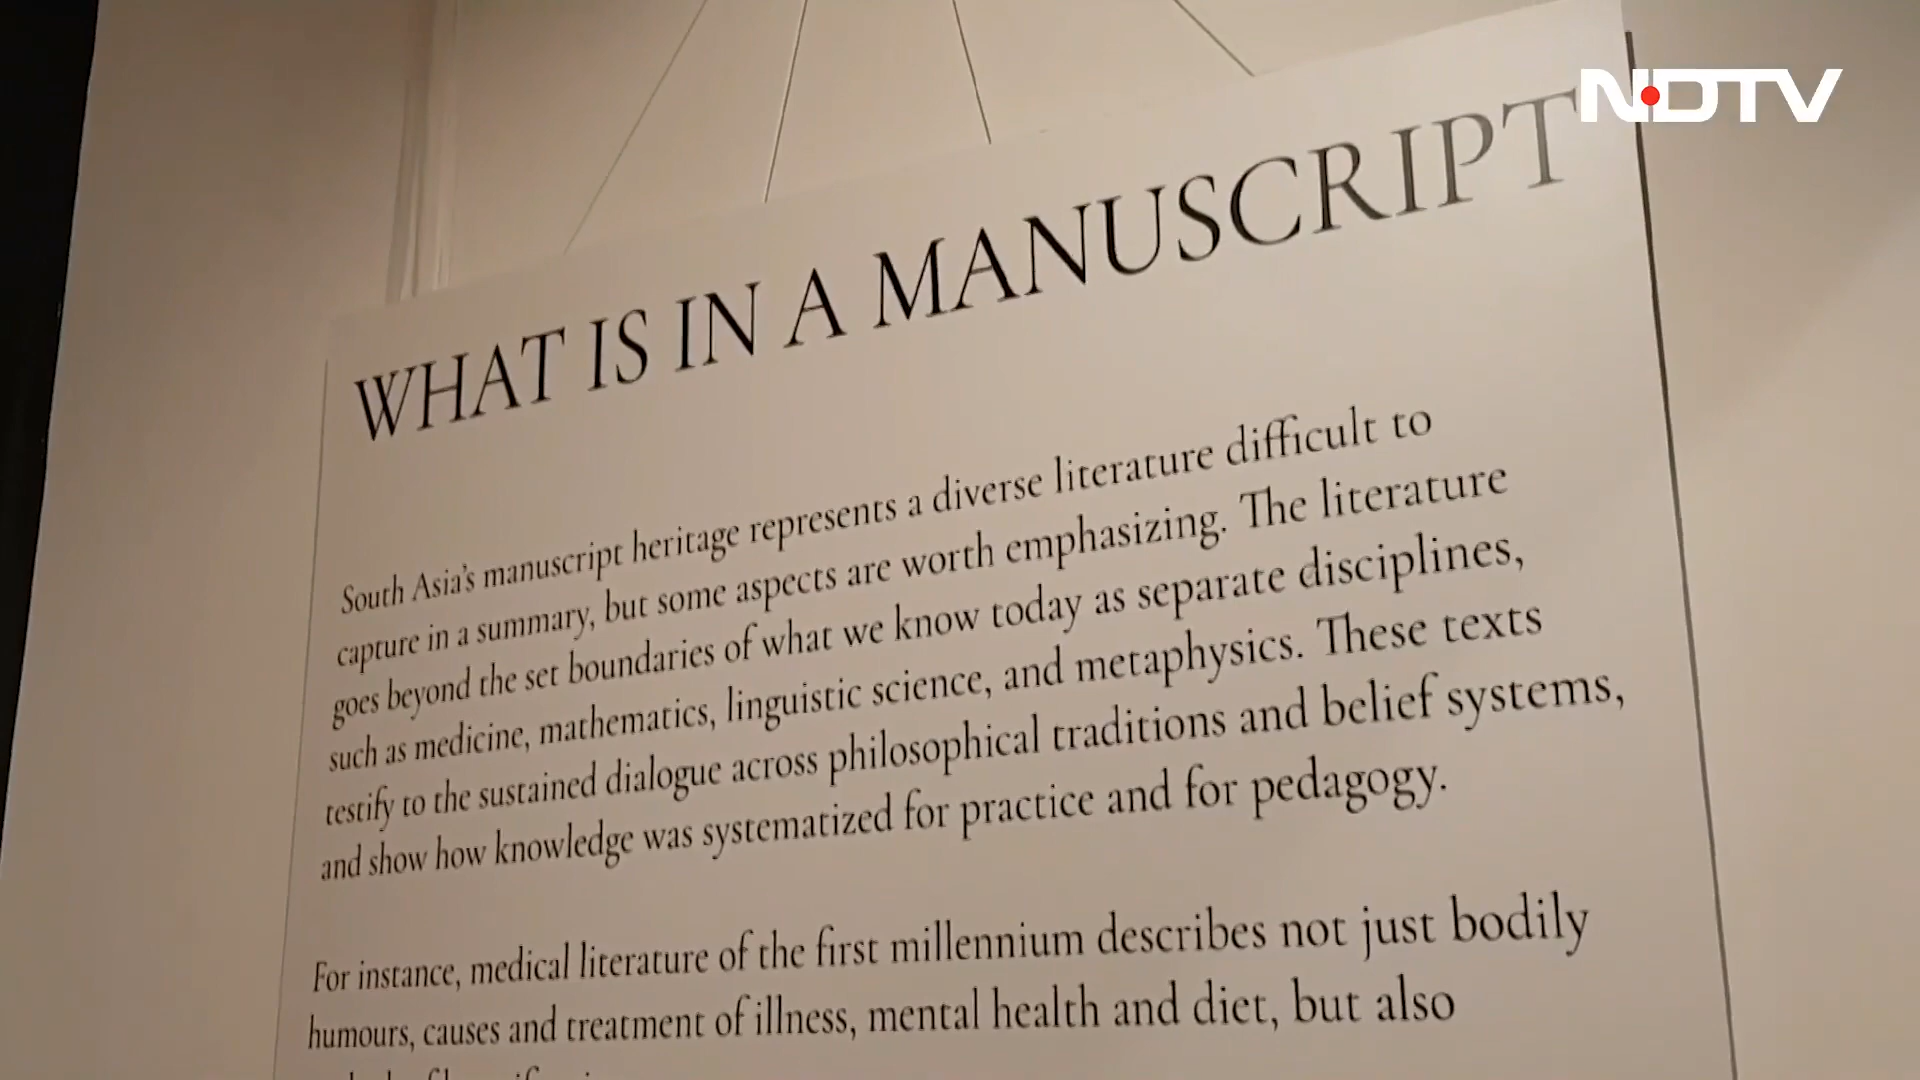 NDTV
WHAT IS IN A MANUSCRIPT
South Asia's manuscript heritage represents a diverse literature difficult to
capture in a summary, but some aspects are worth emphasizing. The literature
goes beyond the set boundaries of what we know today as separate disciplines,
such as medicine, mathematics, linguistic science, and metaphysics. These texts
testify to the sustained dialogue across philosophical traditions and belief systems,
and show how knowledge was systematized for practice and for pedagogy.
For instance, medical literature of the first millennium describes not just bodily
humours, causes and treatment of illness, mental health and diet, but also